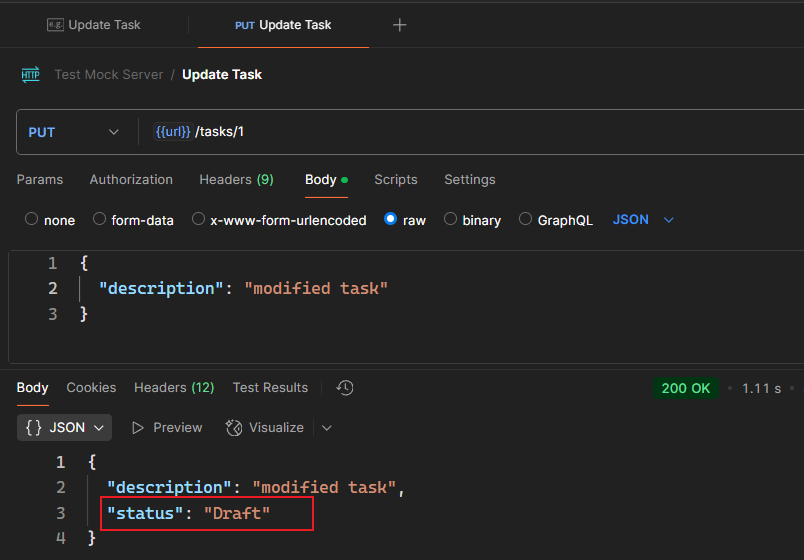 e.g. Update Task
PUT Update Task
HTTP Test Mock Server / Update Task
PUT {{url}}/tasks/1
Params Authorization Headers (9) Body Scripts Settings
none form-data x-www-form-urlencoded raw binary GraphQL JSON
1 {
2 "description": "modified task"
3 }
Body Cookies Headers (12) Test Results 200 OK • 1.11 s •
{} JSON Preview Visualize
1 {
2 "description": "modified task",
3 "status": "Draft"
4 }